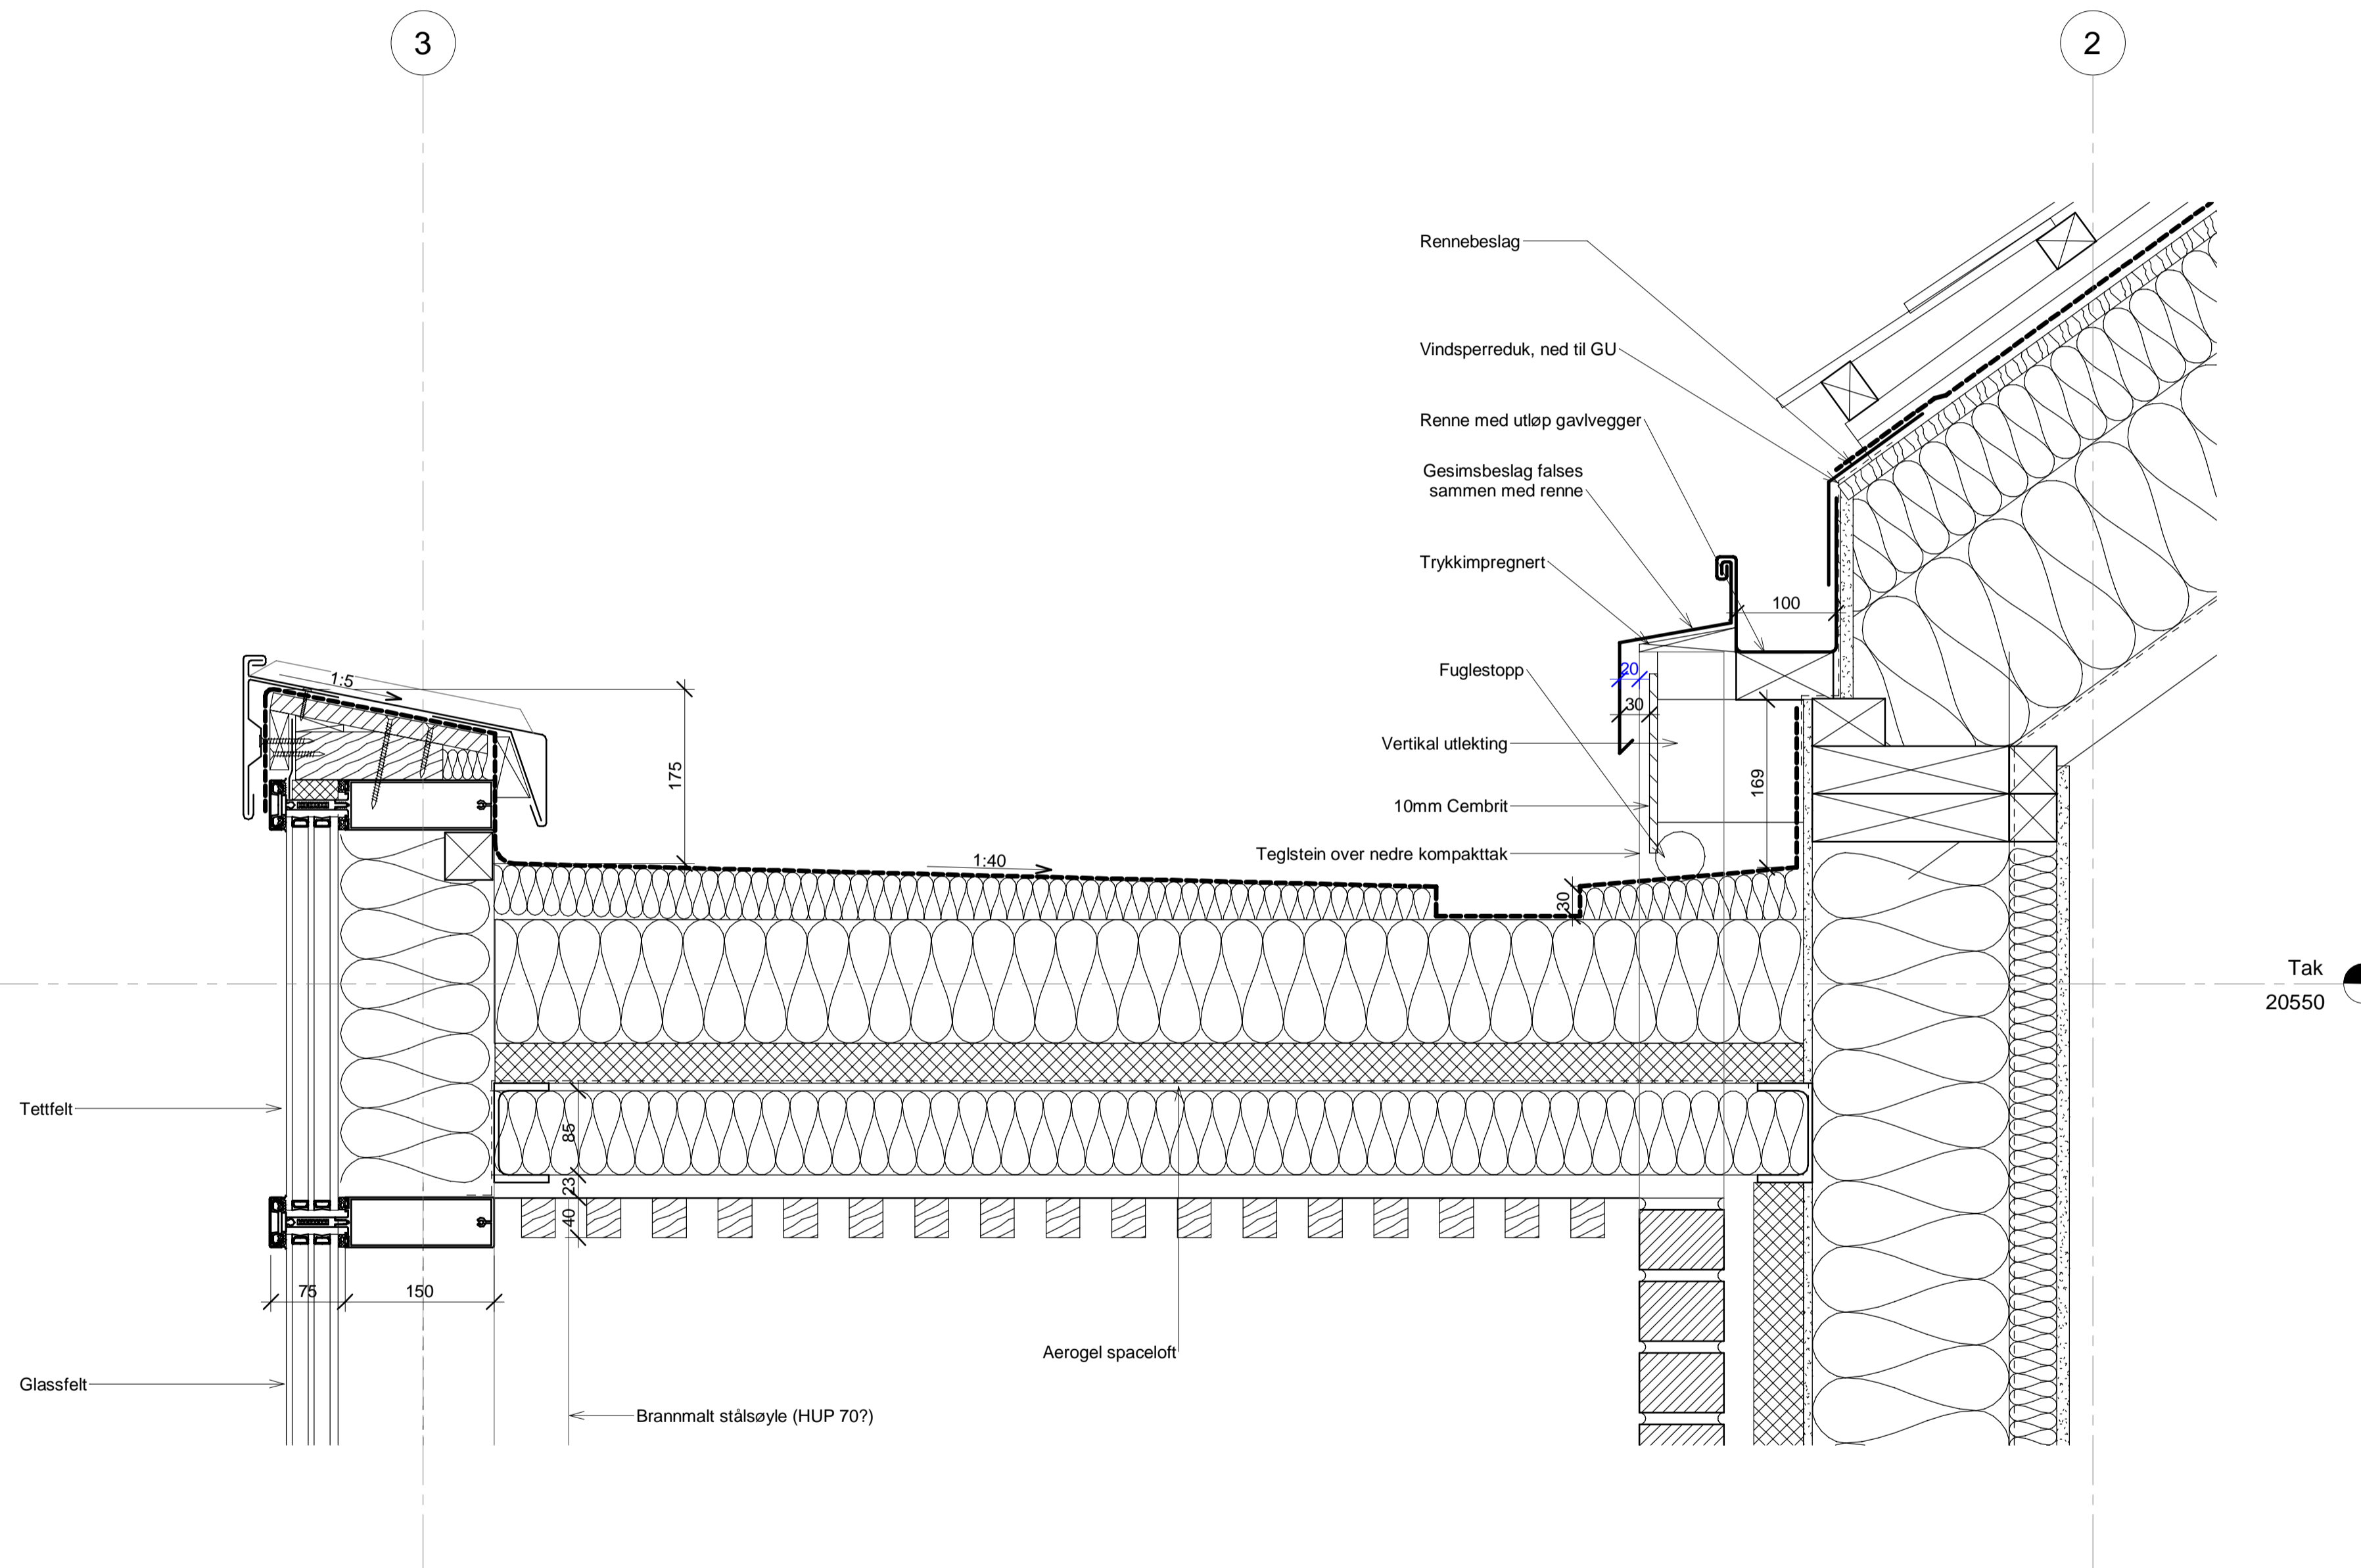 3
2
Rennebeslag
Vindsperreduk, ned til GU
Renne med utløp gavlvegger
Gesimsbeslag falses
sammen med renne
Trykkimpregnert
100
Fuglestopp
20
1:5
30
Vertikal utlekting
175
169
10mm Cembrit
Teglstein over nedre kompakttak
1:40
30
Tak
20550
Tettfelt
85
23
40
75
150
Aerogel spaceloft
Glassfelt
Brannmalt stålsøyle (HUP 70?)